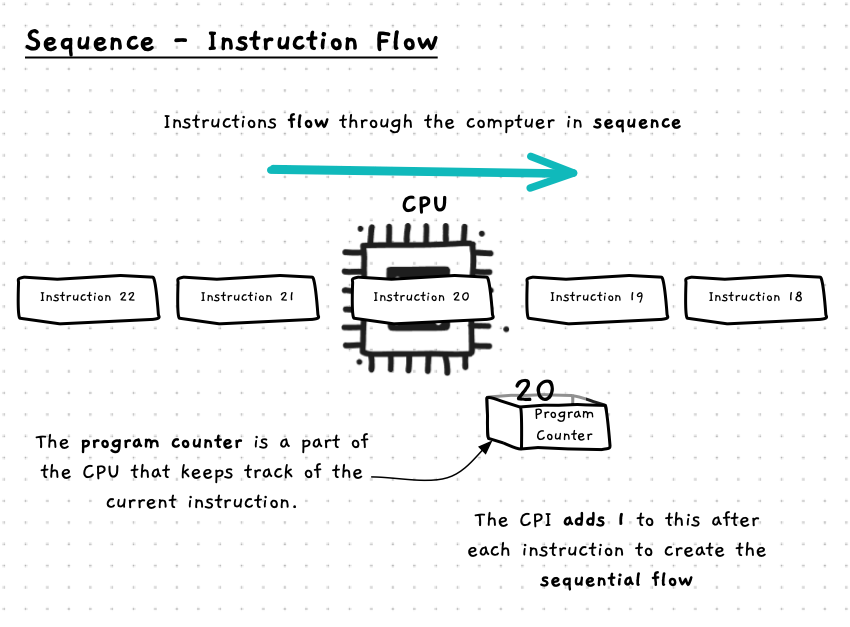 Sequence - Instruction Flow
Instructions flow through the comptuer in sequence
CPU
Instruction 22
Instruction 21
Instruction 20
Instruction 19
Instruction 18
20
Program
Counter
The program counter is a part of
the CPU that keeps track of the
current instruction.
The CPI adds 1 to this after
each instruction to create the
sequential flow